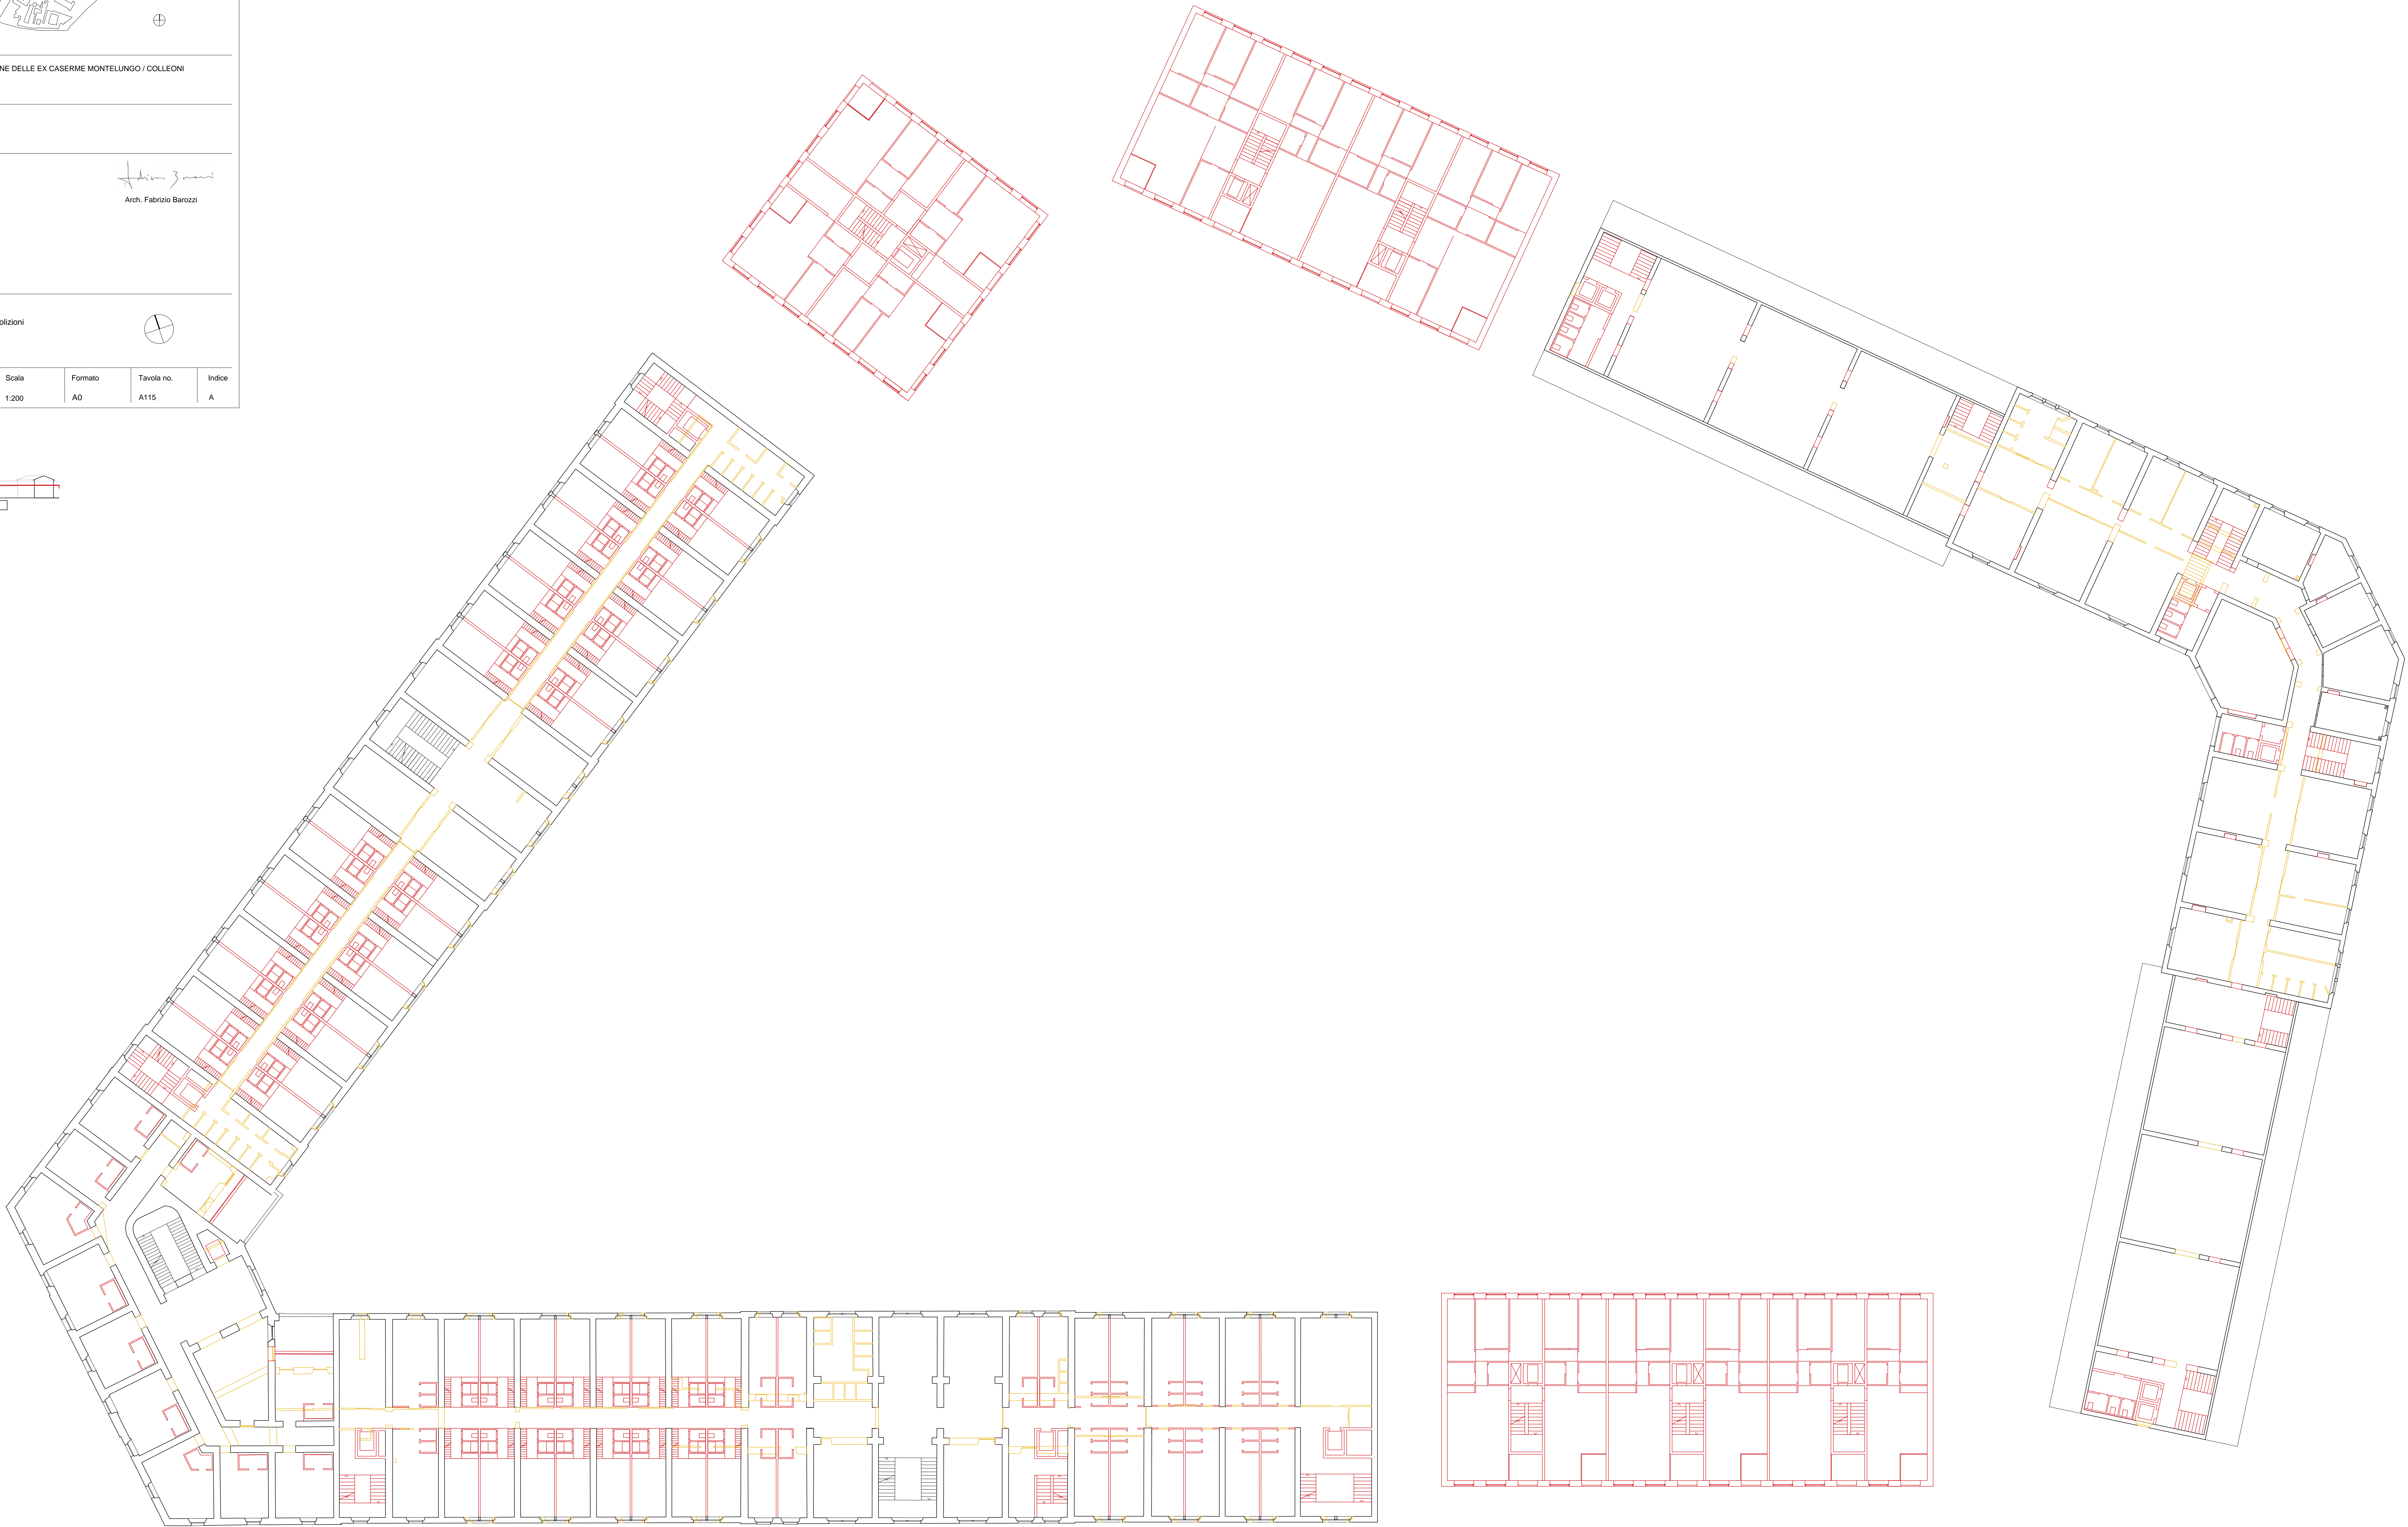 NE DELLE EX CASERME MONTELUNGO / COLLEONI
Arch. Fabrizio Barozzi
olizioni
Scala Formato Tavola no. Indice
1:200 A0 A115 A